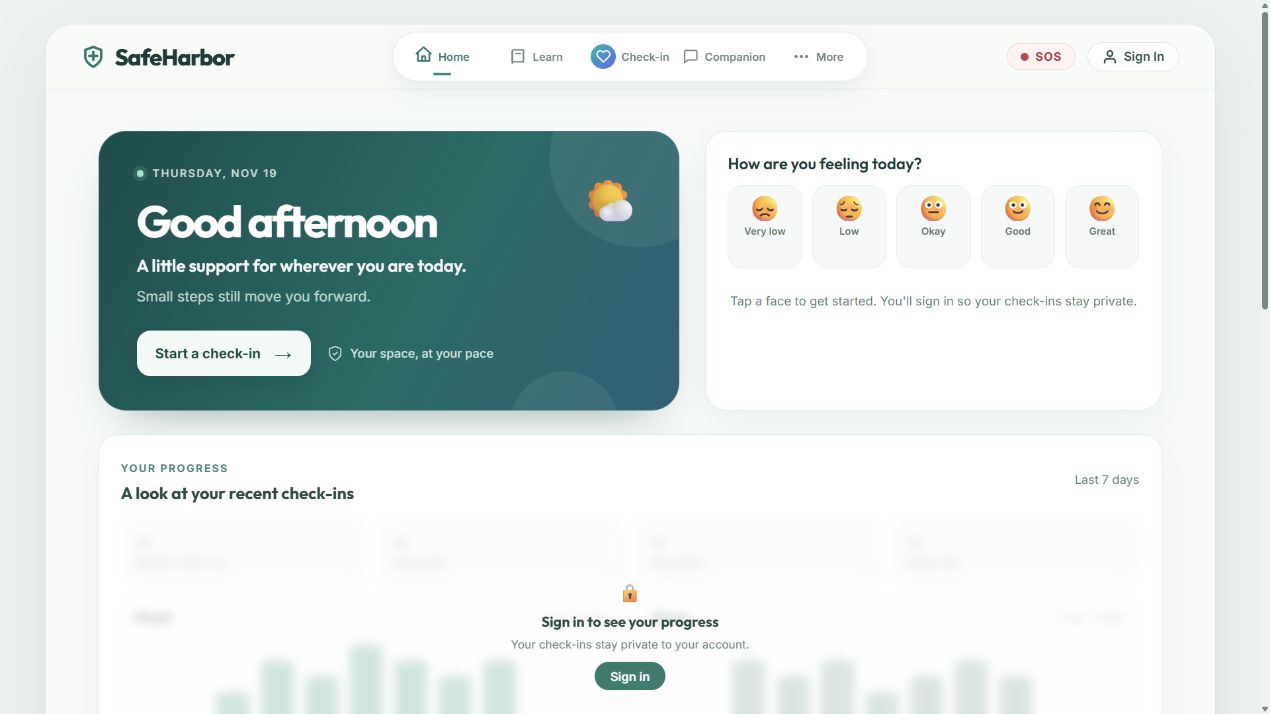 SafeHarbor
Home
Learn
Check-in
Companion
More
SOS
Sign In
THURSDAY, NOV 19
Good afternoon
A little support for wherever you are today.
Small steps still move you forward.
Start a check-in →
Your space, at your pace
How are you feeling today?
Very low
Low
Okay
Good
Great
Tap a face to get started. You'll sign in so your check-ins stay private.
YOUR PROGRESS
A look at your recent check-ins
Last 7 days
Sign in to see your progress
Your check-ins stay private to your account.
Sign in